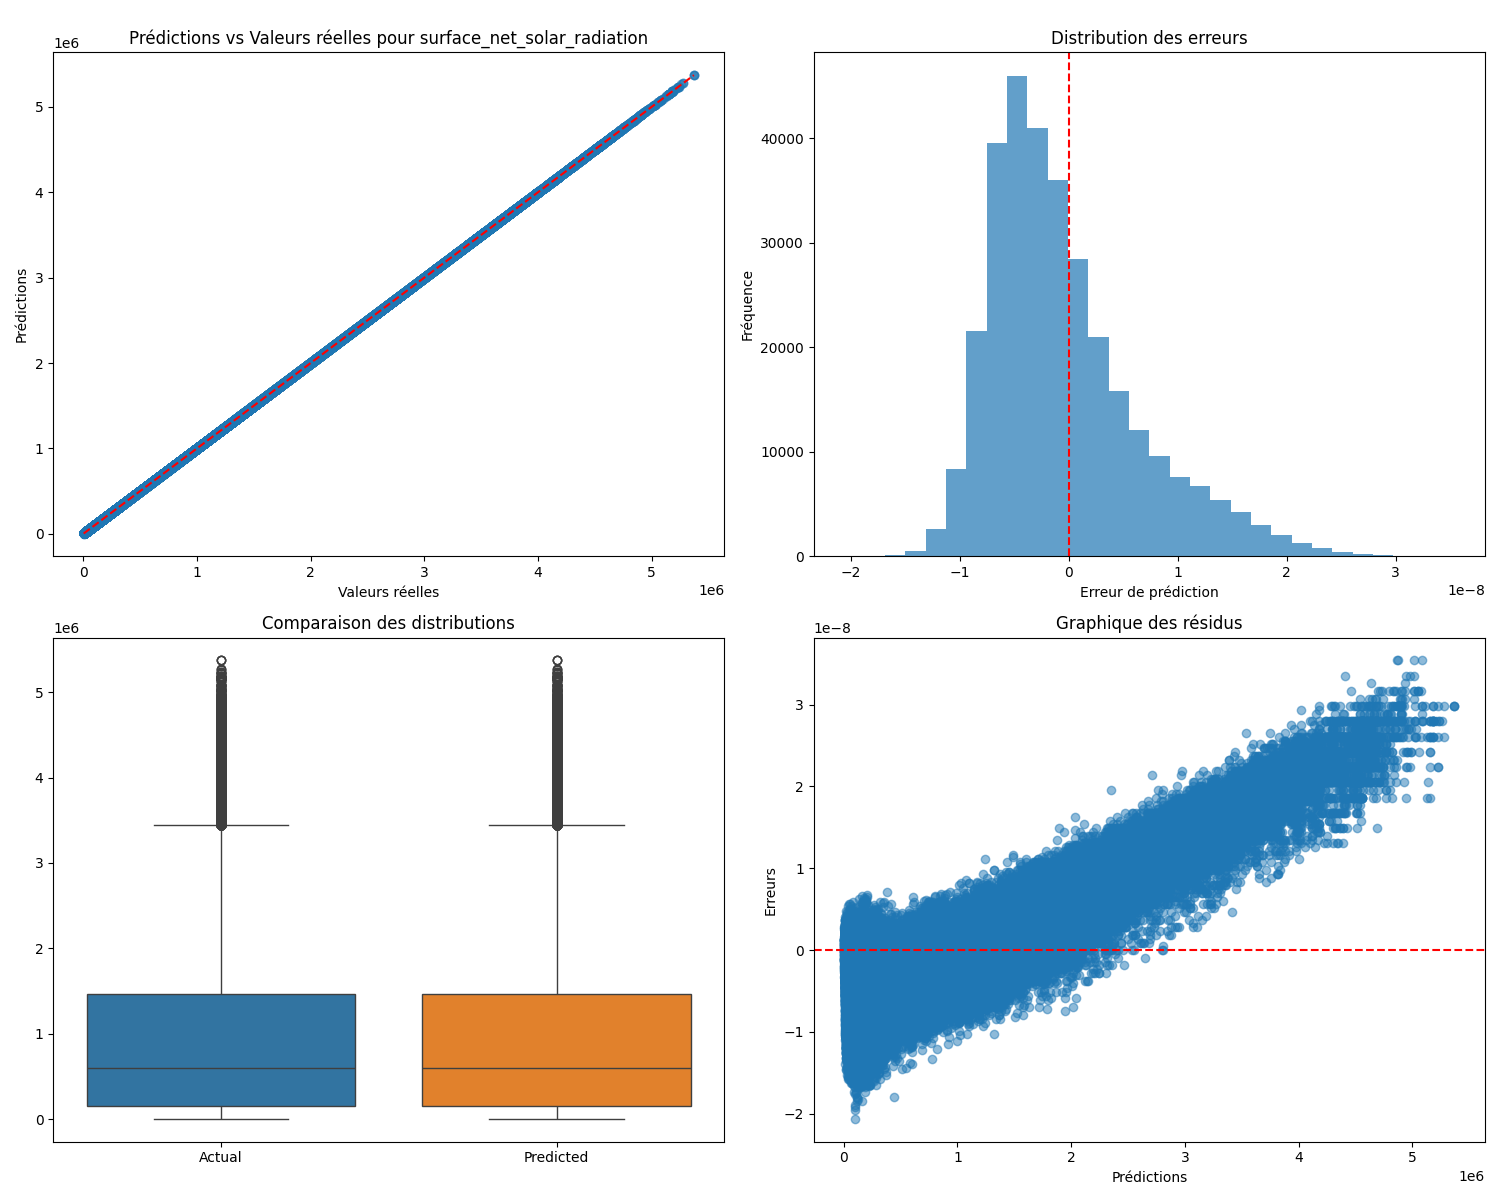 Prédictions vs Valeurs réelles pour surface_net_solar_radiation
1e6
Prédictions
5
4
3
2
1
0
0 1 2 3 4 5
1e6
Valeurs réelles
Distribution des erreurs
Fréquence
40000
30000
20000
10000
0
−2 −1 0 1 2 3
1e−8
Erreur de prédiction
Comparaison des distributions
1e6
5
4
3
2
1
0
Actual Predicted
Graphique des résidus
1e−8
Erreurs
3
2
1
0
−1
−2
0 1 2 3 4 5
1e6
Prédictions